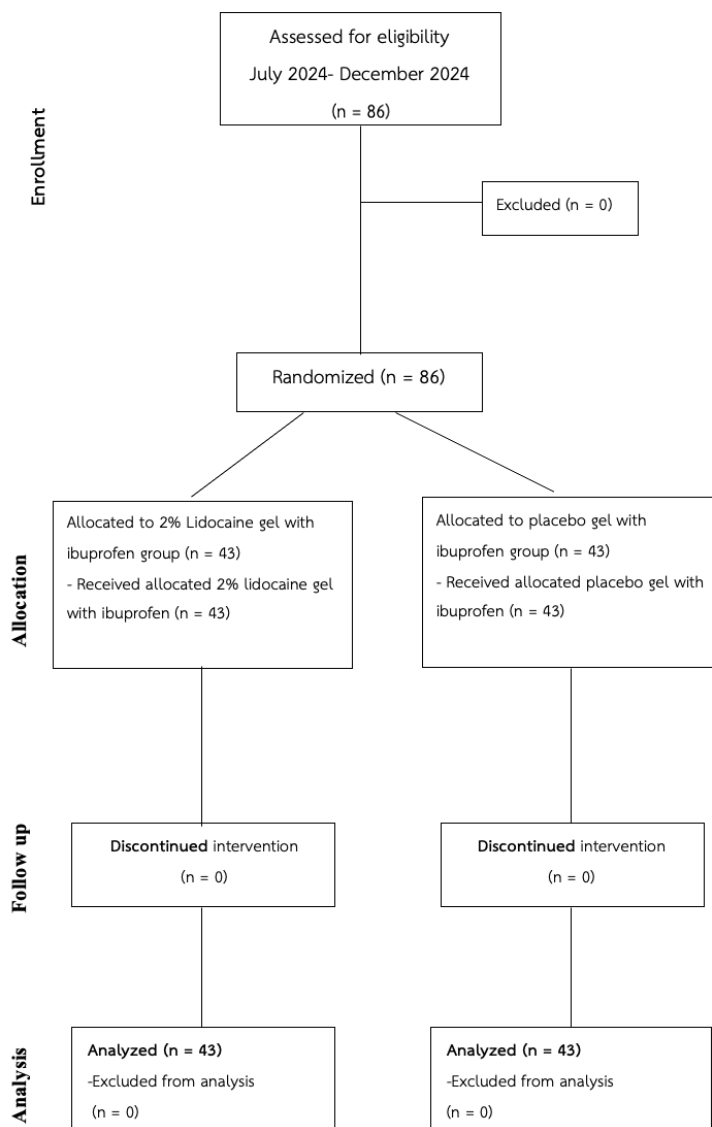 Enrollment
Assessed for eligibility
July 2024- December 2024
(n = 86)
Excluded (n = 0)
Randomized (n = 86)
Allocation
Allocated to 2% Lidocaine gel with
ibuprofen group (n = 43)
- Received allocated 2% lidocaine gel
with ibuprofen (n = 43)
Allocated to placebo gel with
ibuprofen group (n = 43)
- Received allocated placebo gel with
ibuprofen (n = 43)
Follow up
Discontinued intervention
(n = 0)
Discontinued intervention
(n = 0)
Analysis
Analyzed (n = 43)
-Excluded from analysis
(n = 0)
Analyzed (n = 43)
-Excluded from analysis
(n = 0)